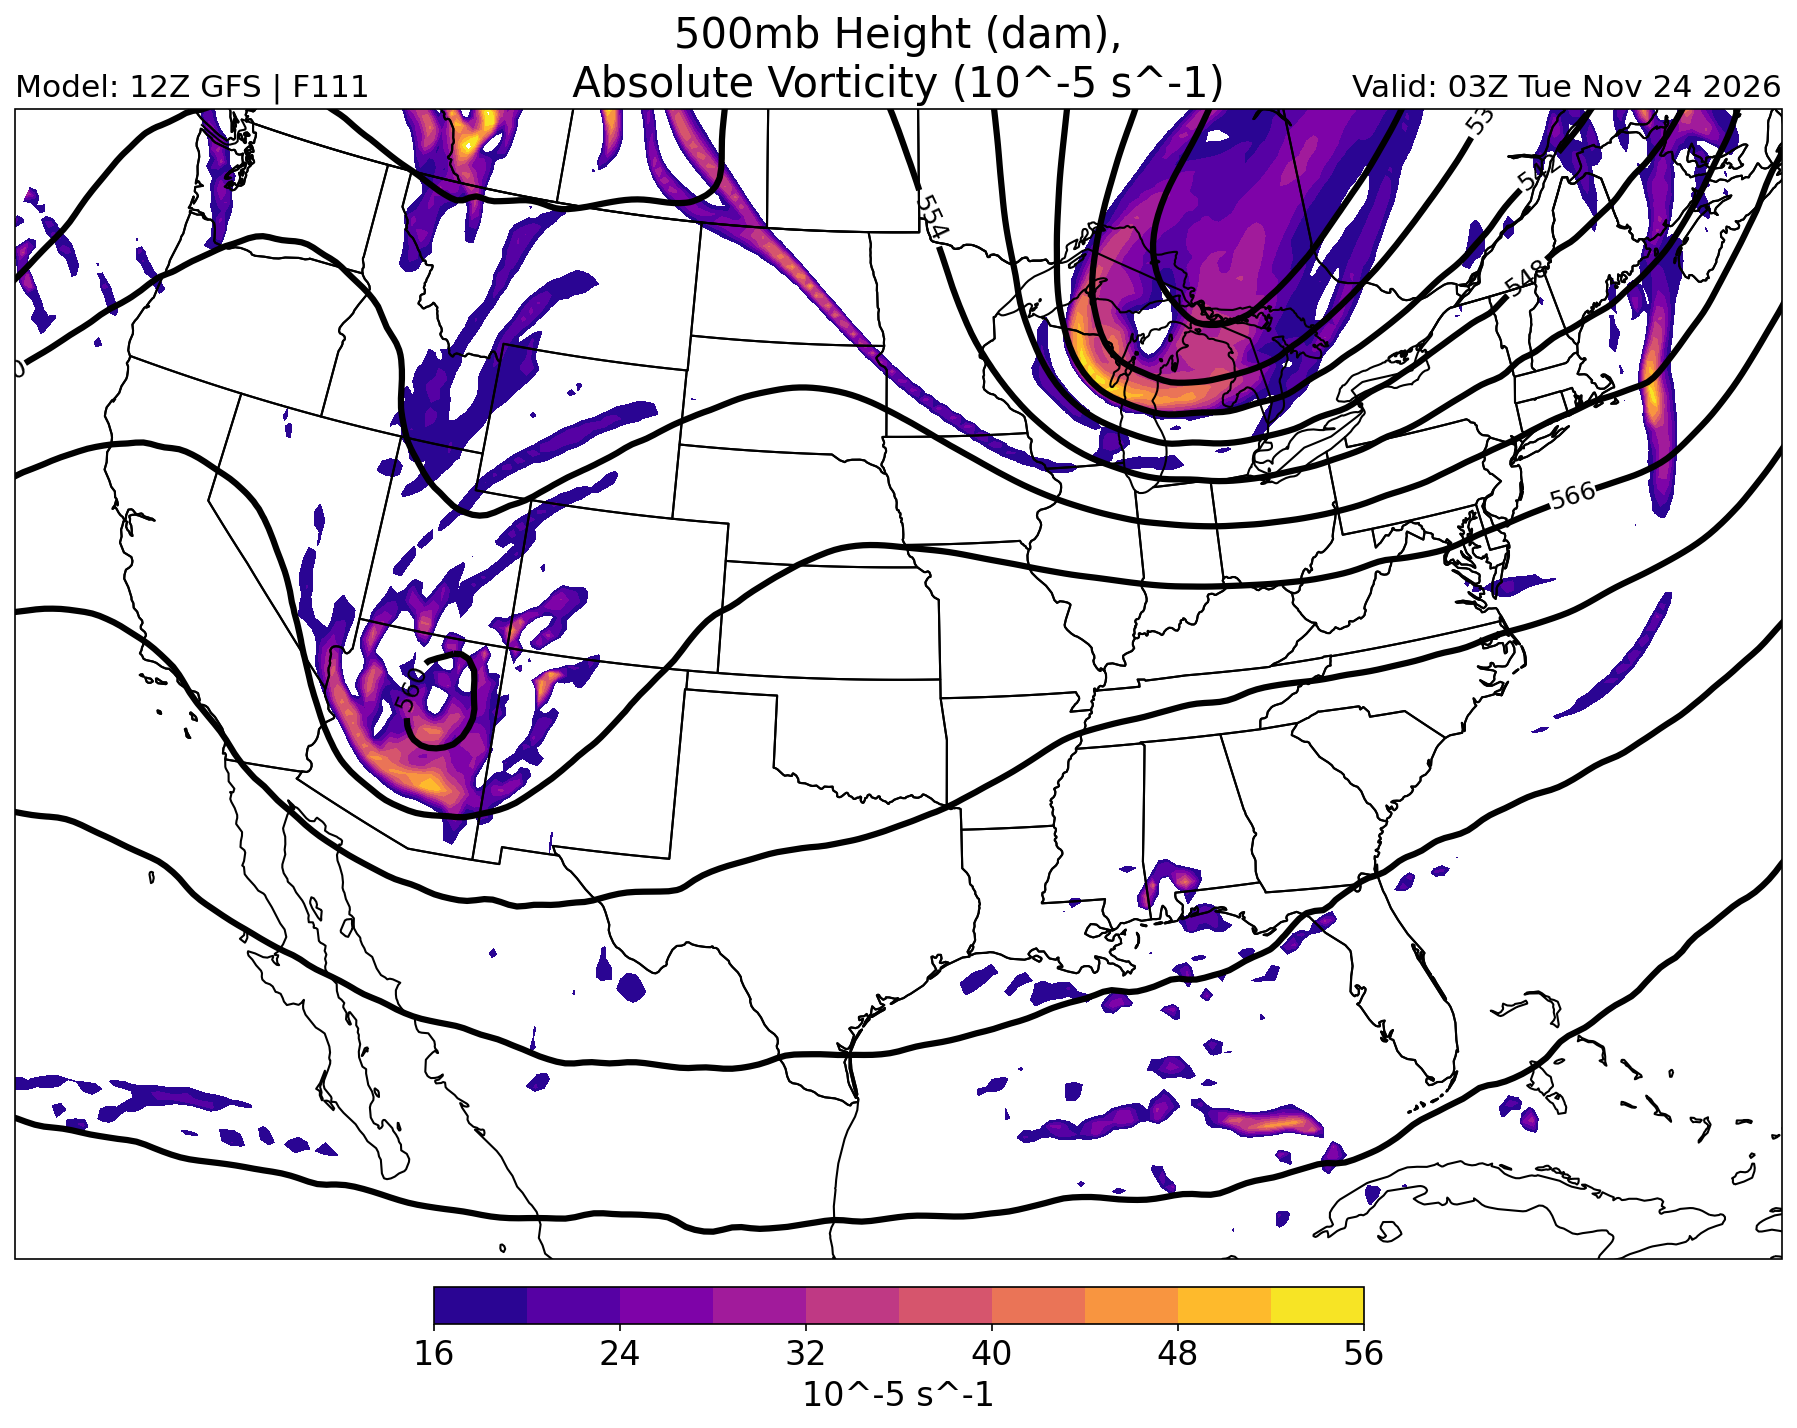 500mb Height (dam),
Absolute Vorticity (10^-5 s^-1)
Model: 12Z GFS | F111
Valid: 03Z Tue Nov 24 2026
554
542
548
566
560
16 24 32 40 48 56
10^-5 s^-1